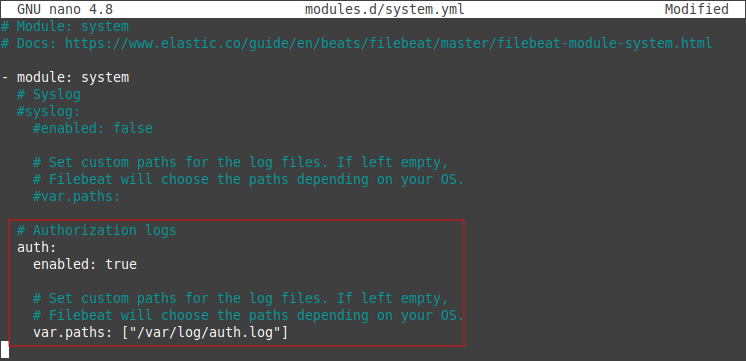 GNU nano 4.8 modules.d/system.yml Modified
# Module: system
# Docs: https://www.elastic.co/guide/en/beats/filebeat/master/filebeat-module-system.html
- module: system
# Syslog
#syslog:
#enabled: false
# Set custom paths for the log files. If left empty,
# Filebeat will choose the paths depending on your OS.
#var.paths:
# Authorization logs
auth:
enabled: true
# Set custom paths for the log files. If left empty,
# Filebeat will choose the paths depending on your OS.
var.paths: ["/var/log/auth.log"]